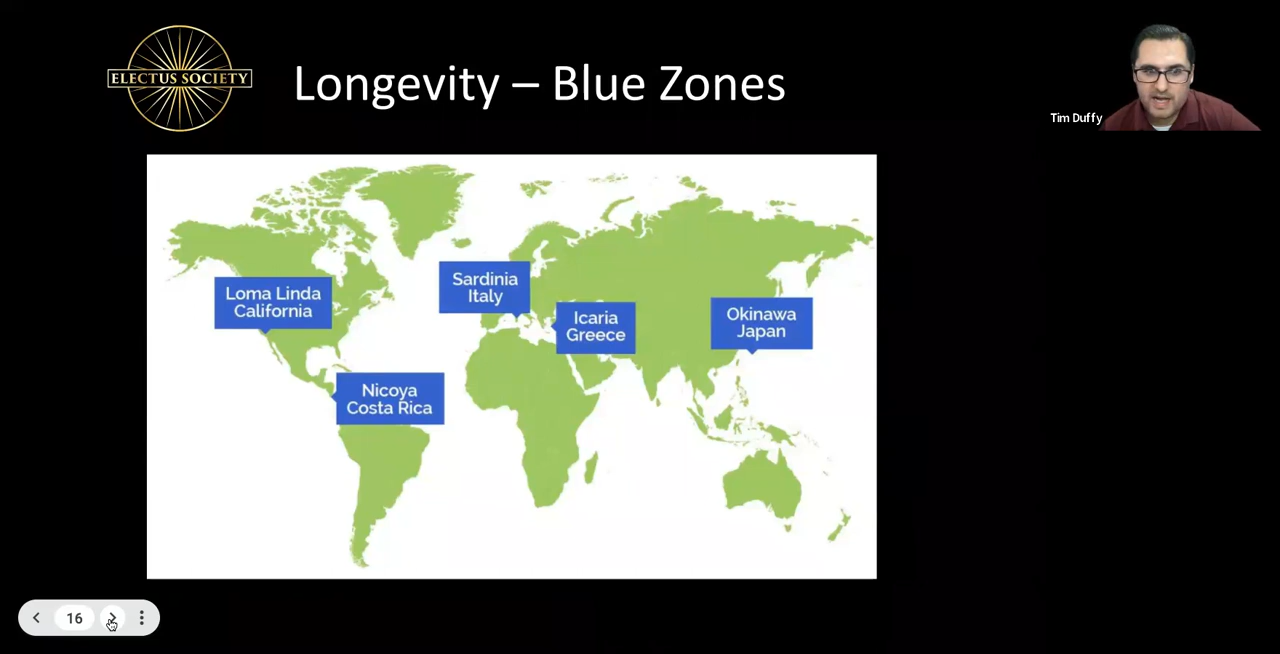 ELECTUS SOCIETY
Longevity – Blue Zones
Tim Duffy
Loma Linda
California
Sardinia
Italy
Icaria
Greece
Okinawa
Japan
Nicoya
Costa Rica
16